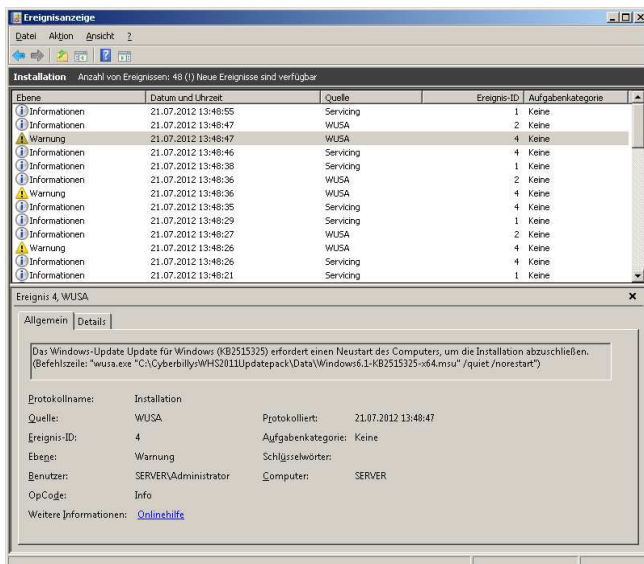 Ereignisanzeige
Datei Aktion Ansicht ?
Installation Anzahl von Ereignissen: 48 (!) Neue Ereignisse sind verfügbar
Ebene Datum und Uhrzeit Quelle Ereignis-ID Aufgabenkategorie
Informationen 21.07.2012 13:48:55 Servicing 1 Keine
Informationen 21.07.2012 13:48:47 WUSA 2 Keine
Warnung 21.07.2012 13:48:47 WUSA 4 Keine
Informationen 21.07.2012 13:48:46 Servicing 4 Keine
Informationen 21.07.2012 13:48:38 Servicing 1 Keine
Informationen 21.07.2012 13:48:36 WUSA 2 Keine
Warnung 21.07.2012 13:48:36 WUSA 4 Keine
Informationen 21.07.2012 13:48:35 Servicing 4 Keine
Informationen 21.07.2012 13:48:29 Servicing 1 Keine
Informationen 21.07.2012 13:48:27 WUSA 2 Keine
Warnung 21.07.2012 13:48:26 WUSA 4 Keine
Informationen 21.07.2012 13:48:26 Servicing 4 Keine
Informationen 21.07.2012 13:48:21 Servicing 1 Keine
Ereignis 4, WUSA
Allgemein Details
Das Windows-Update Update für Windows (KB2515325) erfordert einen Neustart des Computers, um die Installation abzuschließen.
(Befehlszeile: "wusa.exe "C:\CyberbillysWHS2011Updatepack\Data\Windows6.1-KB2515325-x64.msu" /quiet /norestart")
Protokollname: Installation
Quelle: WUSA Protokolliert: 21.07.2012 13:48:47
Ereignis-ID: 4 Aufgabenkategorie: Keine
Ebene: Warnung Schlüsselwörter:
Benutzer: SERVER\Administrator Computer: SERVER
OpCode: Info
Weitere Informationen: Onlinehilfe